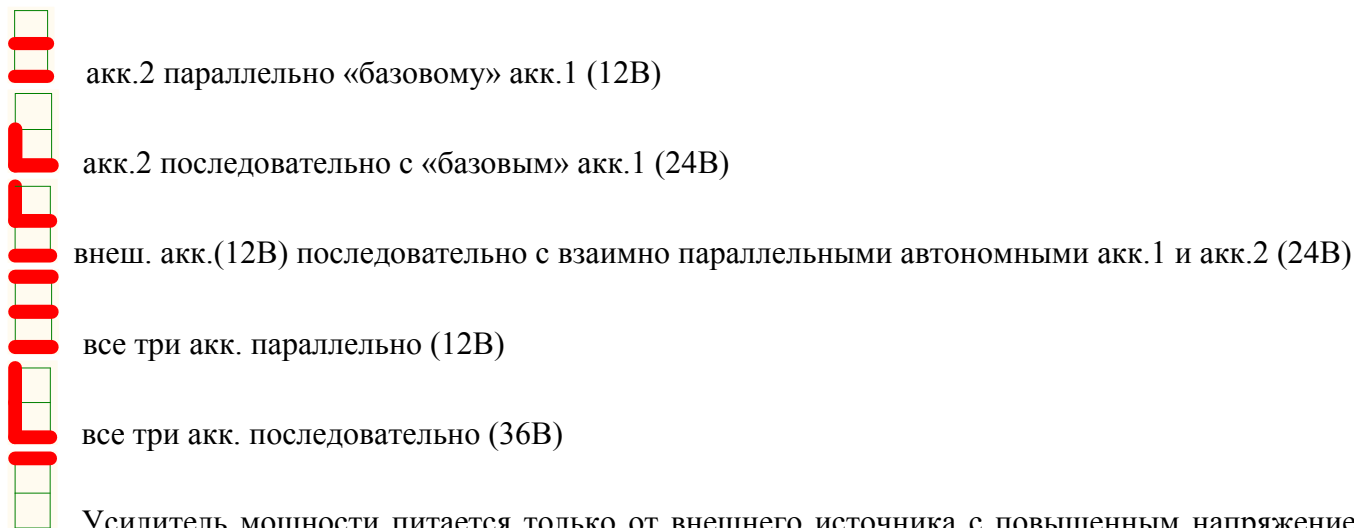 акк.2 параллельно «базовому» акк.1 (12В)
акк.2 последовательно с «базовым» акк.1 (24В)
внеш. акк.(12В) последовательно с взаимно параллельными автономными акк.1 и акк.2 (24В)
все три акк. параллельно (12В)
все три акк. последовательно (36В)
Усилитель мощности питается только от внешнего источника с повышенным напряжение